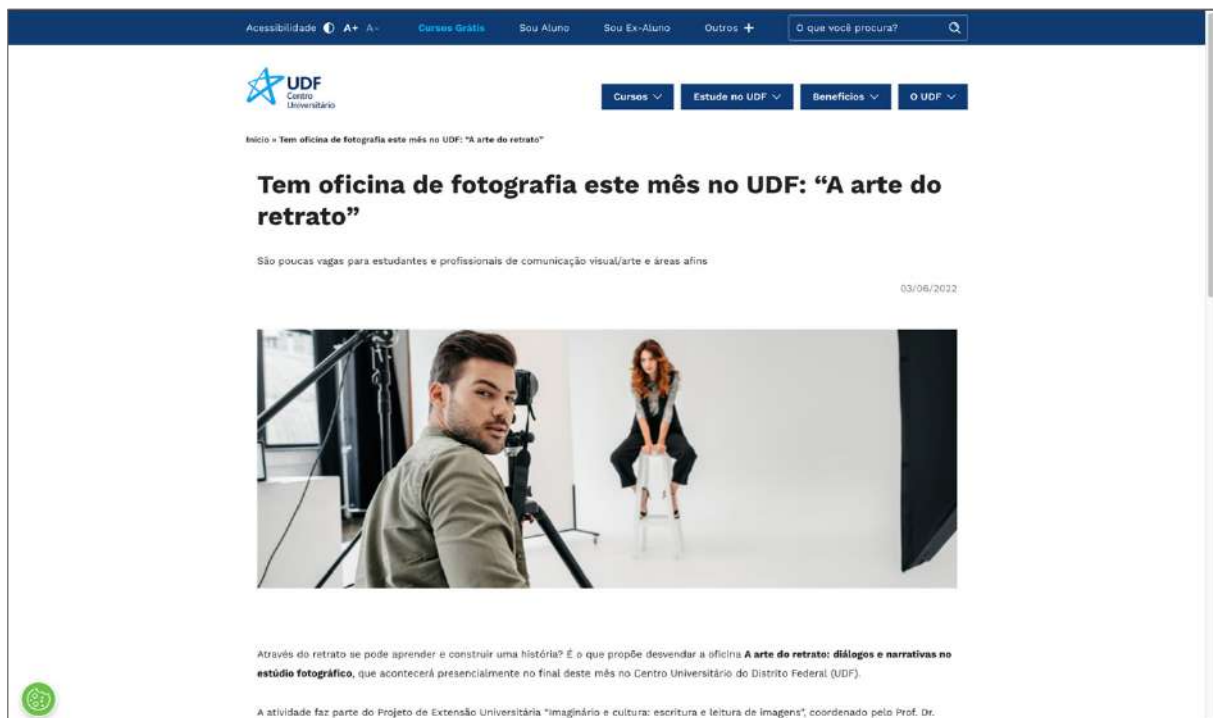 Acessibilidade A+ A- Cursos Grátis Sou Aluno Sou Ex-Aluno Outros + O que você procura?
UDF
Centro
Universitário
Cursos Estude no UDF Benefícios O UDF
Início » Tem oficina de fotografia este mês no UDF: “A arte do retrato”
Tem oficina de fotografia este mês no UDF: “A arte do
retrato”
São poucas vagas para estudantes e profissionais de comunicação visual/arte e áreas afins
03/06/2022
Através do retrato se pode aprender e construir uma história? É o que propõe desvendar a oficina A arte do retrato: diálogos e narrativas no
estúdio fotográfico, que acontecerá presencialmente no final deste mês no Centro Universitário do Distrito Federal (UDF).
A atividade faz parte do Projeto de Extensão Universitária “Imaginário e cultura: escritura e leitura de imagens”, coordenado pelo Prof. Dr.